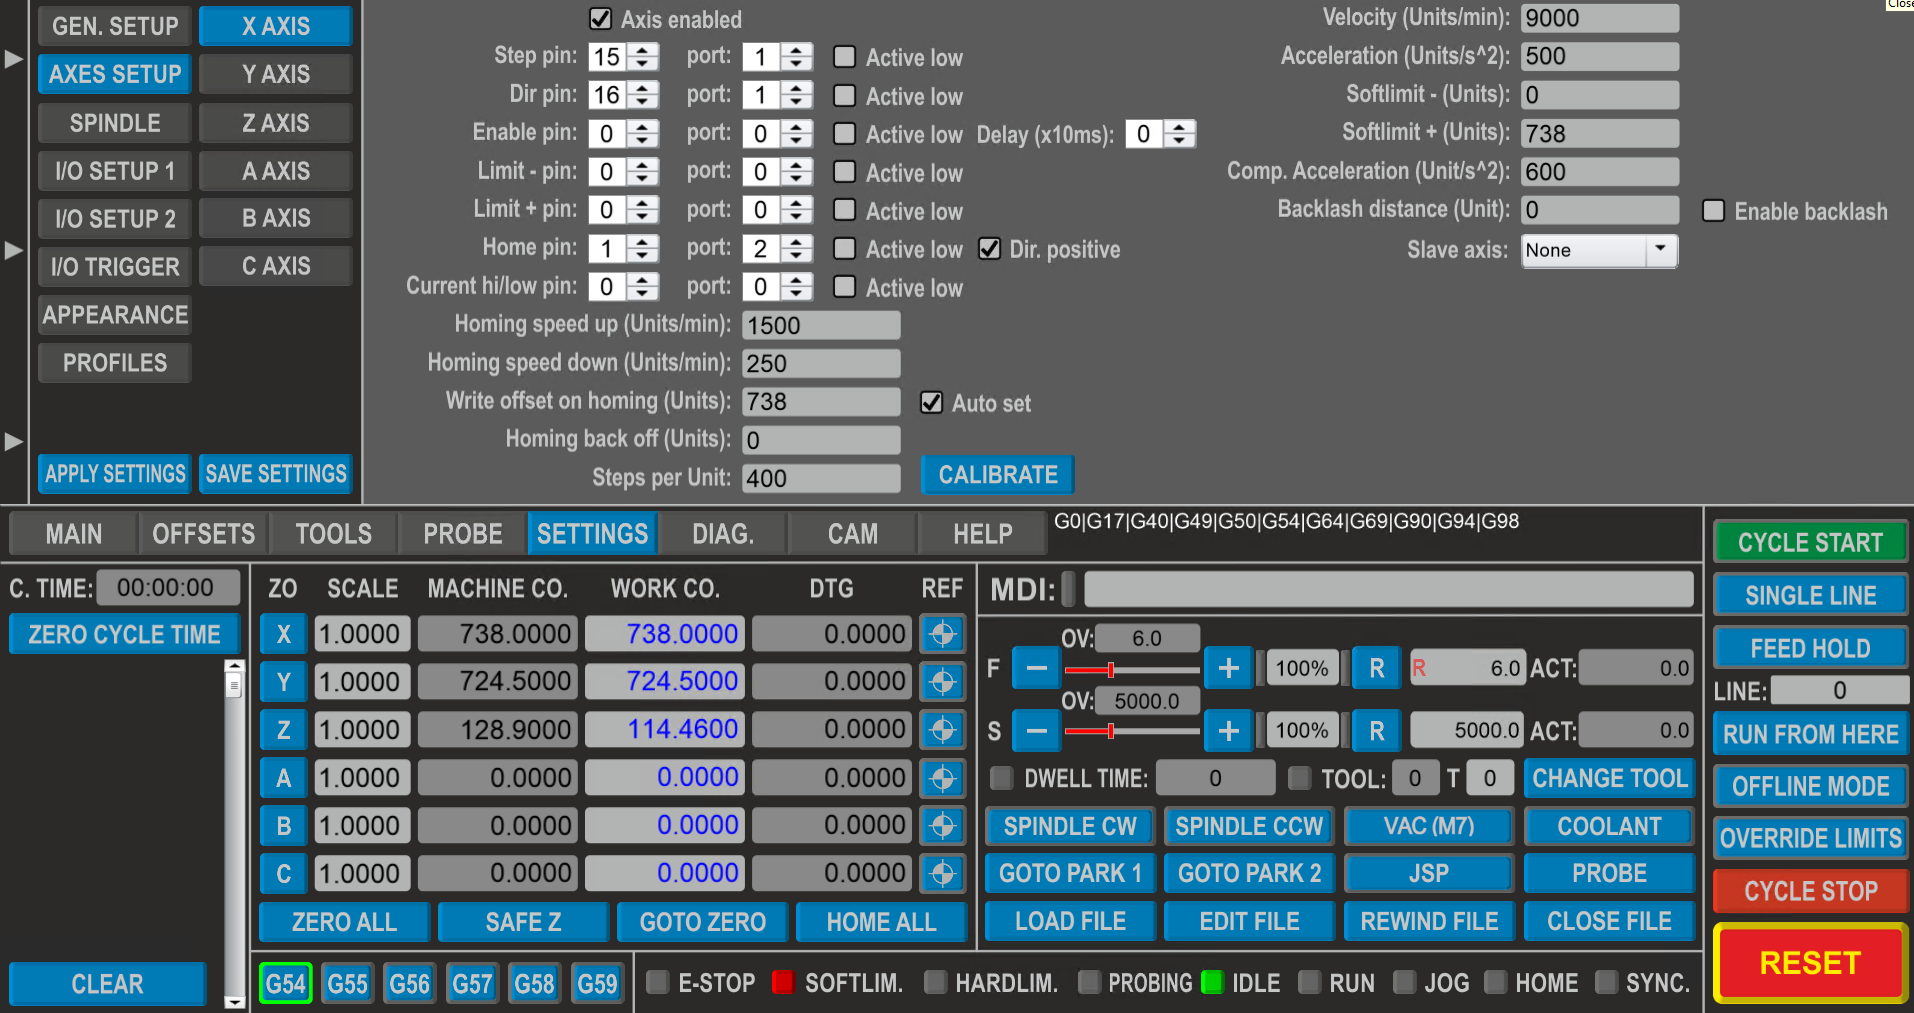 Close
GEN. SETUP
X AXIS
AXES SETUP
Y AXIS
SPINDLE
Z AXIS
I/O SETUP 1
A AXIS
I/O SETUP 2
B AXIS
I/O TRIGGER
C AXIS
APPEARANCE
PROFILES
APPLY SETTINGS
SAVE SETTINGS
Axis enabled
Step pin: 15 port: 1 Active low
Dir pin: 16 port: 1 Active low
Enable pin: 0 port: 0 Active low Delay (x10ms): 0
Limit - pin: 0 port: 0 Active low
Limit + pin: 0 port: 0 Active low
Home pin: 1 port: 2 Active low Dir. positive
Current hi/low pin: 0 port: 0 Active low
Homing speed up (Units/min): 1500
Homing speed down (Units/min): 250
Write offset on homing (Units): 738 Auto set
Homing back off (Units): 0
Steps per Unit: 400 CALIBRATE
Velocity (Units/min): 9000
Acceleration (Units/s^2): 500
Softlimit - (Units): 0
Softlimit + (Units): 738
Comp. Acceleration (Unit/s^2): 600
Backlash distance (Unit): 0 Enable backlash
Slave axis: None
MAIN OFFSETS TOOLS PROBE SETTINGS DIAG. CAM HELP
G0|G17|G40|G49|G50|G54|G64|G69|G90|G94|G98
C. TIME: 00:00:00
ZERO CYCLE TIME
CLEAR
ZO SCALE MACHINE CO. WORK CO. DTG REF
X 1.0000 738.0000 738.0000 0.0000
Y 1.0000 724.5000 724.5000 0.0000
Z 1.0000 128.9000 114.4600 0.0000
A 1.0000 0.0000 0.0000 0.0000
B 1.0000 0.0000 0.0000 0.0000
C 1.0000 0.0000 0.0000 0.0000
ZERO ALL SAFE Z GOTO ZERO HOME ALL
MDI:
OV: 6.0
F − + 100% R R 6.0 ACT: 0.0
OV: 5000.0
S − + 100% R 5000.0 ACT: 0.0
DWELL TIME: 0 TOOL: 0 T 0 CHANGE TOOL
SPINDLE CW SPINDLE CCW VAC (M7) COOLANT
GOTO PARK 1 GOTO PARK 2 JSP PROBE
LOAD FILE EDIT FILE REWIND FILE CLOSE FILE
G54 G55 G56 G57 G58 G59
E-STOP SOFTLIM. HARDLIM. PROBING IDLE RUN JOG HOME SYNC.
CYCLE START
SINGLE LINE
FEED HOLD
LINE: 0
RUN FROM HERE
OFFLINE MODE
OVERRIDE LIMITS
CYCLE STOP
RESET